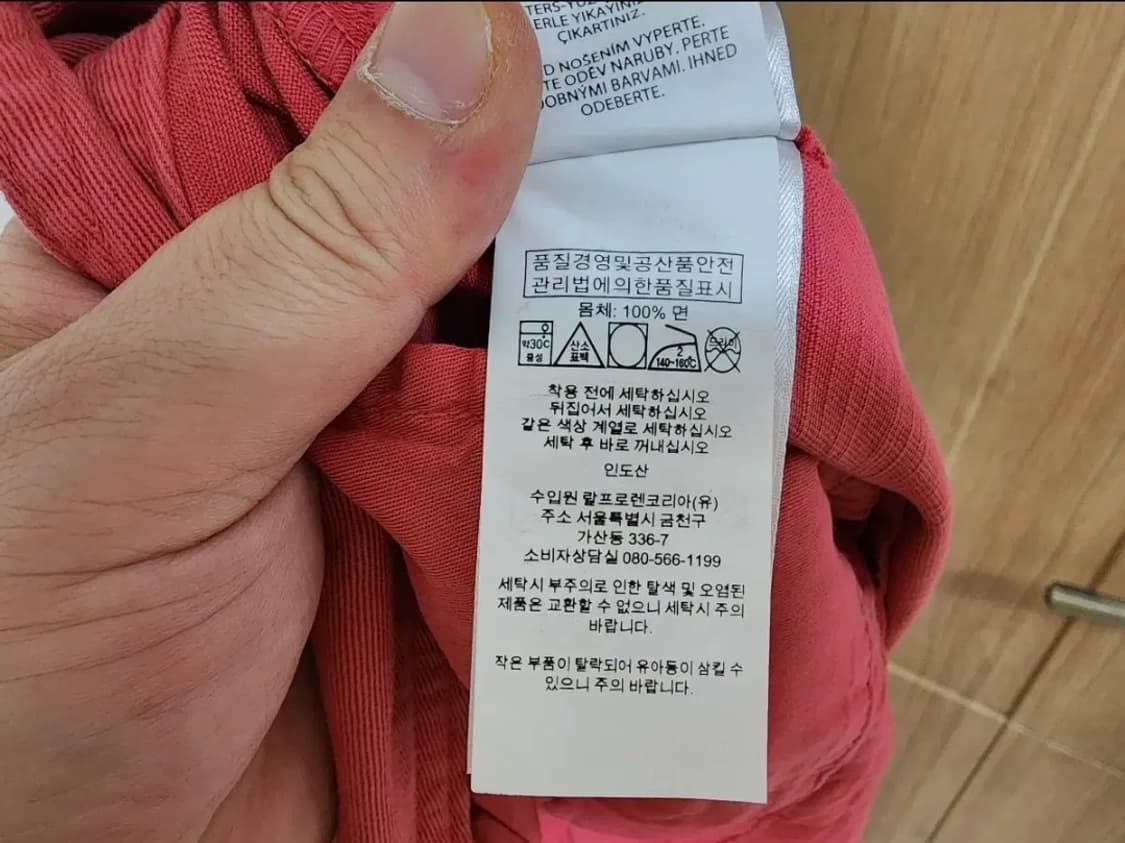 TERS-YÜZ
ERLE YIKAYINIZ
ÇIKARTINIZ.
D NOŠENÍM VYPERTE.
TE ODĚV NARUBY. PERTE
DOBNÝMI BARVAMI. IHNED
ODEBERTE.
품질경영및공산품안전
관리법에의한품질표시
몸체: 100% 면
약30℃
중성
산소
표백
2
140~160℃
드라이
착용 전에 세탁하십시오
뒤집어서 세탁하십시오
같은 색상 계열로 세탁하십시오
세탁 후 바로 꺼내십시오
인도산
수입원 랄프로렌코리아(유)
주소 서울특별시 금천구
가산동 336-7
소비자상담실 080-566-1199
세탁시 부주의로 인한 탈색 및 오염된
제품은 교환할 수 없으니 세탁시 주의
바랍니다.
작은 부품이 탈락되어 유아동이 삼킬 수
있으니 주의 바랍니다.